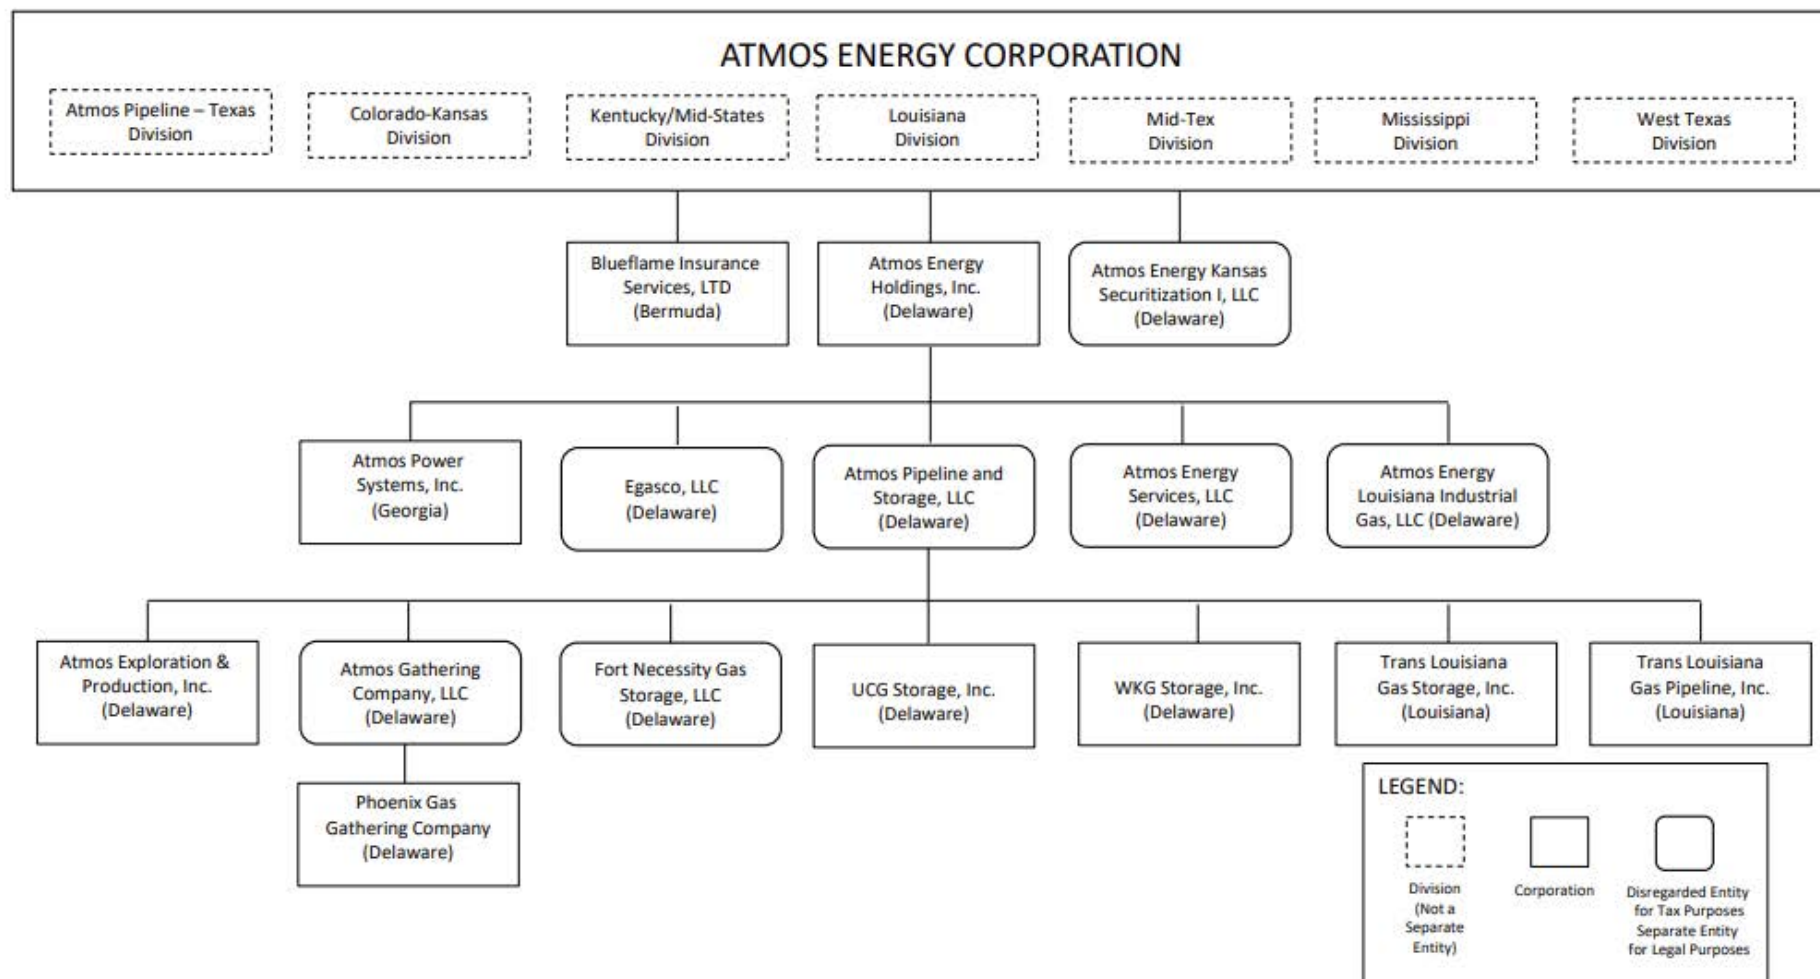 ATMOS ENERGY CORPORATION
Atmos Pipeline – Texas
Division
Colorado-Kansas
Division
Kentucky/Mid-States
Division
Louisiana
Division
Mid-Tex
Division
Mississippi
Division
West Texas
Division
Blueflame Insurance
Services, LTD
(Bermuda)
Atmos Energy
Holdings, Inc.
(Delaware)
Atmos Energy Kansas
Securitization I, LLC
(Delaware)
Atmos Power
Systems, Inc.
(Georgia)
Egasco, LLC
(Delaware)
Atmos Pipeline and
Storage, LLC
(Delaware)
Atmos Energy
Services, LLC
(Delaware)
Atmos Energy
Louisiana Industrial
Gas, LLC (Delaware)
Atmos Exploration &
Production, Inc.
(Delaware)
Atmos Gathering
Company, LLC
(Delaware)
Fort Necessity Gas
Storage, LLC
(Delaware)
UCG Storage, Inc.
(Delaware)
WKG Storage, Inc.
(Delaware)
Trans Louisiana
Gas Storage, Inc.
(Louisiana)
Trans Louisiana
Gas Pipeline, Inc.
(Louisiana)
Phoenix Gas
Gathering Company
(Delaware)
LEGEND:
Division
(Not a
Separate
Entity)
Corporation
Disregarded Entity
for Tax Purposes
Separate Entity
for Legal Purposes